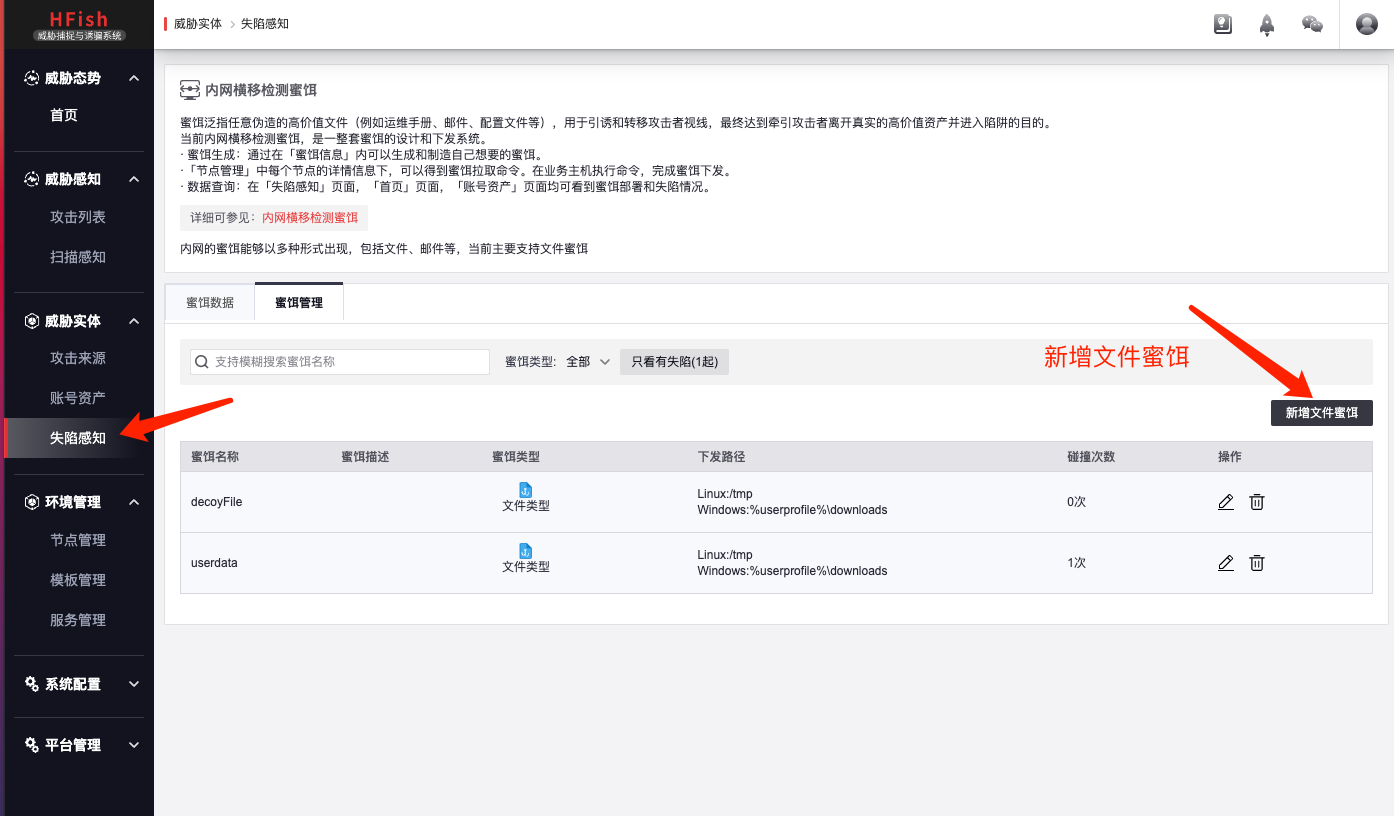 HFish
威胁捕捉与诱骗系统
威胁实体 > 失陷感知
威胁态势
首页
威胁感知
攻击列表
扫描感知
威胁实体
攻击来源
账号资产
失陷感知
环境管理
节点管理
模板管理
服务管理
系统配置
平台管理
内网横移检测蜜饵
蜜饵泛指任意伪造的高价值文件（例如运维手册、邮件、配置文件等），用于引诱和转移攻击者视线，最终达到牵引攻击者离开真实的高价值资产并进入陷阱的目的。
当前内网横移检测蜜饵，是一整套蜜饵的设计和下发系统。
· 蜜饵生成：通过在「蜜饵信息」内可以生成和制造自己想要的蜜饵。
·「节点管理」中每个节点的详情信息下，可以得到蜜饵拉取命令。在业务主机执行命令，完成蜜饵下发。
· 数据查询：在「失陷感知」页面，「首页」页面，「账号资产」页面均可看到蜜饵部署和失陷情况。
详细可参见：内网横移检测蜜饵
内网的蜜饵能够以多种形式出现，包括文件、邮件等，当前主要支持文件蜜饵
蜜饵数据 蜜饵管理
支持模糊搜索蜜饵名称 蜜饵类型: 全部 只看有失陷(1起)
新增文件蜜饵
新增文件蜜饵
蜜饵名称 蜜饵描述 蜜饵类型 下发路径 碰撞次数 操作
decoyFile 文件类型 Linux:/tmp 0次
Windows:%userprofile%\downloads
userdata 文件类型 Linux:/tmp 1次
Windows:%userprofile%\downloads